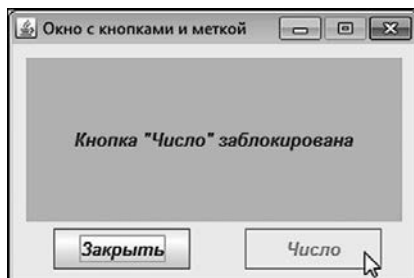 Окно с кнопками и меткой
Кнопка "Число" заблокирована
Закрыть
Число